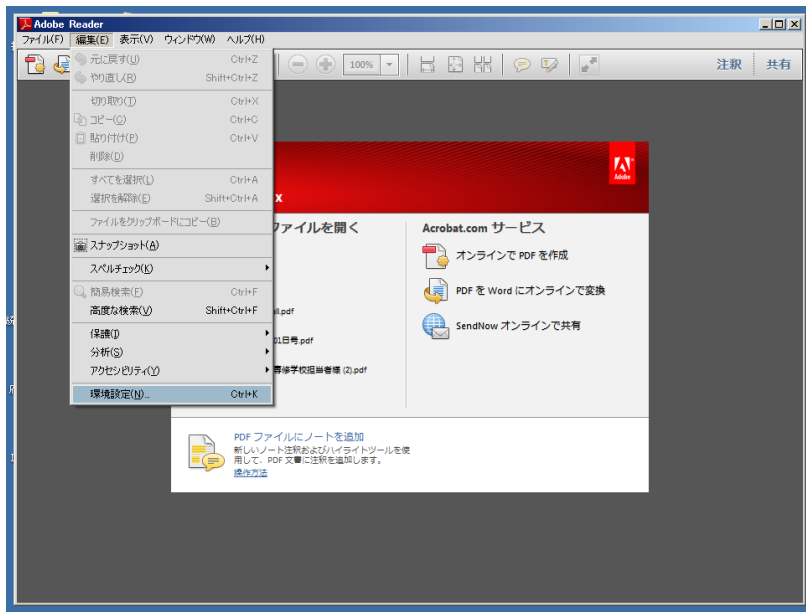 Adobe Reader
ファイル(F) 編集(E) 表示(V) ウィンドウ(W) ヘルプ(H)
100%
注釈 共有
元に戻す(U) Ctrl+Z
やり直し(R) Shift+Ctrl+Z
切り取り(T) Ctrl+X
コピー(C) Ctrl+C
貼り付け(P) Ctrl+V
削除(D)
すべてを選択(L) Ctrl+A
選択を解除(E) Shift+Ctrl+A
ファイルをクリップボードにコピー(B)
スナップショット(A)
スペルチェック(K)
簡易検索(F) Ctrl+F
高度な検索(V) Shift+Ctrl+F
保護(I)
分析(S)
アクセシビリティ(Y)
環境設定(N)... Ctrl+K
Adobe
X
ファイルを開く
.pdf
01日号.pdf
専修学校担当者様 (2).pdf
Acrobat.com サービス
オンラインで PDF を作成
PDF を Word にオンラインで変換
SendNow オンラインで共有
PDF ファイルにノートを追加
新しいノート注釈およびハイライトツールを使
用して、PDF 文書に注釈を追加します。
操作方法